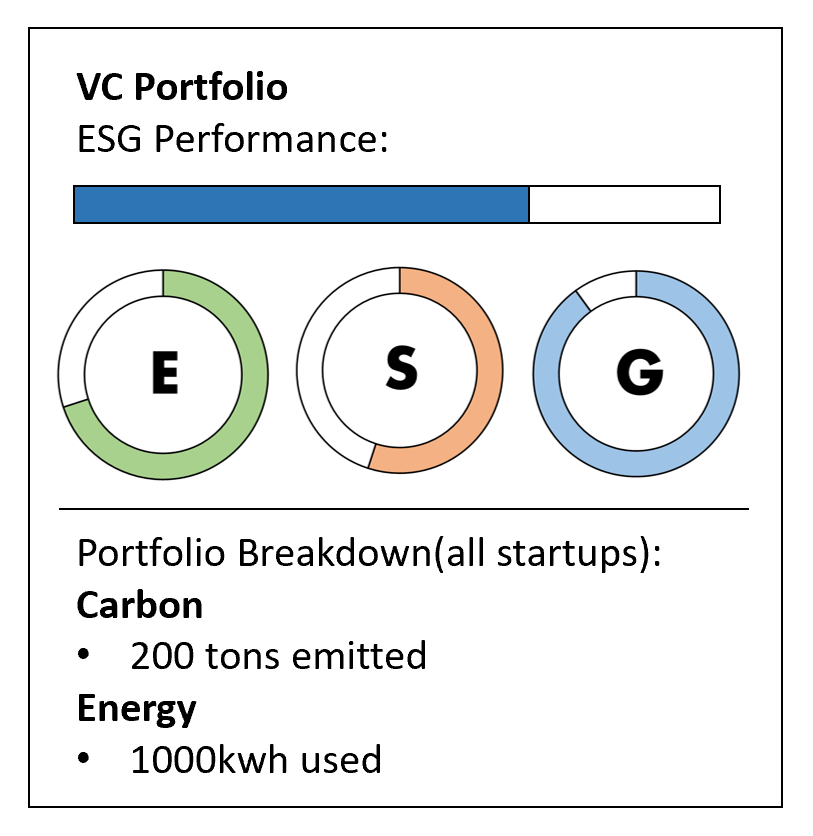 VC Portfolio
ESG Performance:
E S G
Portfolio Breakdown(all startups):
Carbon
• 200 tons emitted
Energy
• 1000kwh used